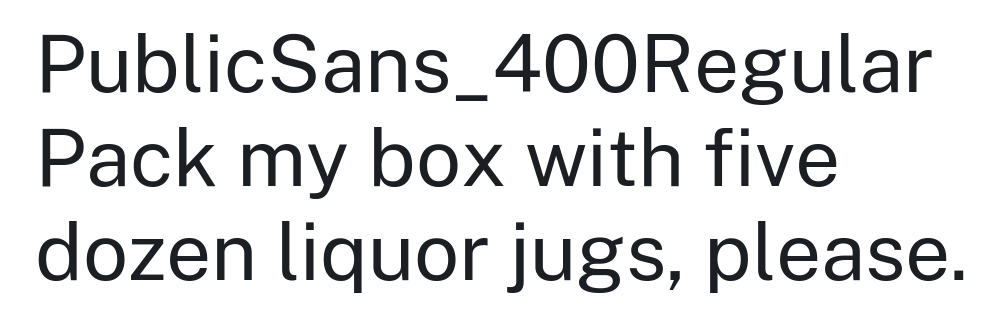 PublicSans_400Regular
Pack my box with five
dozen liquor jugs, please.